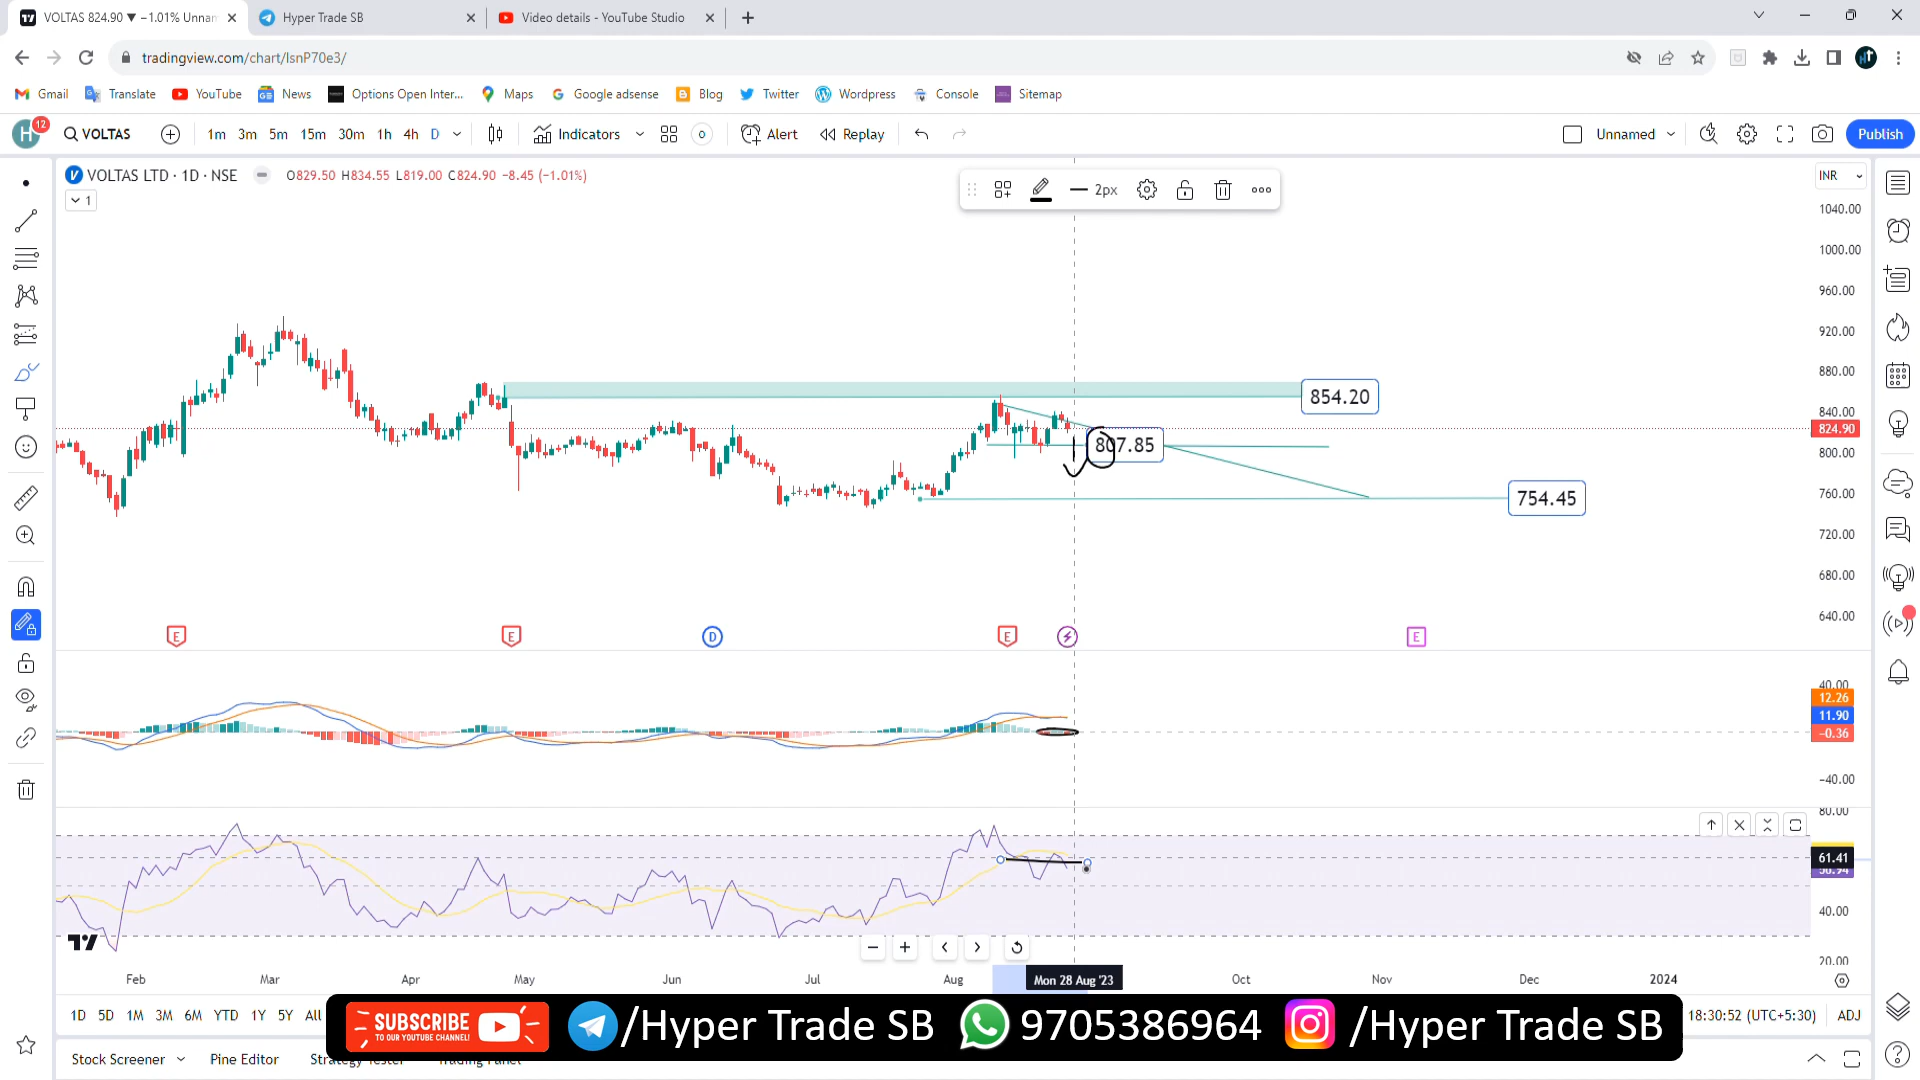 VOLTAS 824.90 ▼ −1.01% Unnam
Hyper Trade SB
Video details - YouTube Studio
tradingview.com/chart/IsnP70e3/
Gmail
Translate
YouTube
News
Options Open Inter...
Maps
Google adsense
Blog
Twitter
Wordpress
Console
Sitemap
H
12
VOLTAS
1m
3m
5m
15m
30m
1h
4h
D
Indicators
Alert
Replay
Unnamed
Publish
VOLTAS LTD · 1D · NSE
O829.50 H834.55 L819.00 C824.90 −8.45 (−1.01%)
1
2px
INR
1040.00
1000.00
960.00
920.00
880.00
840.00
824.90
800.00
760.00
720.00
680.00
640.00
854.20
807.85
754.45
E
E
D
E
E
40.00
12.26
11.90
−0.36
−40.00
80.00
61.41
40.00
20.00
Feb
Mar
Apr
May
Jun
Jul
Aug
Mon 28 Aug '23
Oct
Nov
Dec
2024
1D
5D
1M
3M
6M
YTD
1Y
5Y
All
SUBSCRIBE
TO OUR YOUTUBE CHANNEL!
/Hyper Trade SB
9705386964
/Hyper Trade SB
18:30:52 (UTC+5:30)
ADJ
Stock Screener
Pine Editor
Strategy Tester
Trading Panel